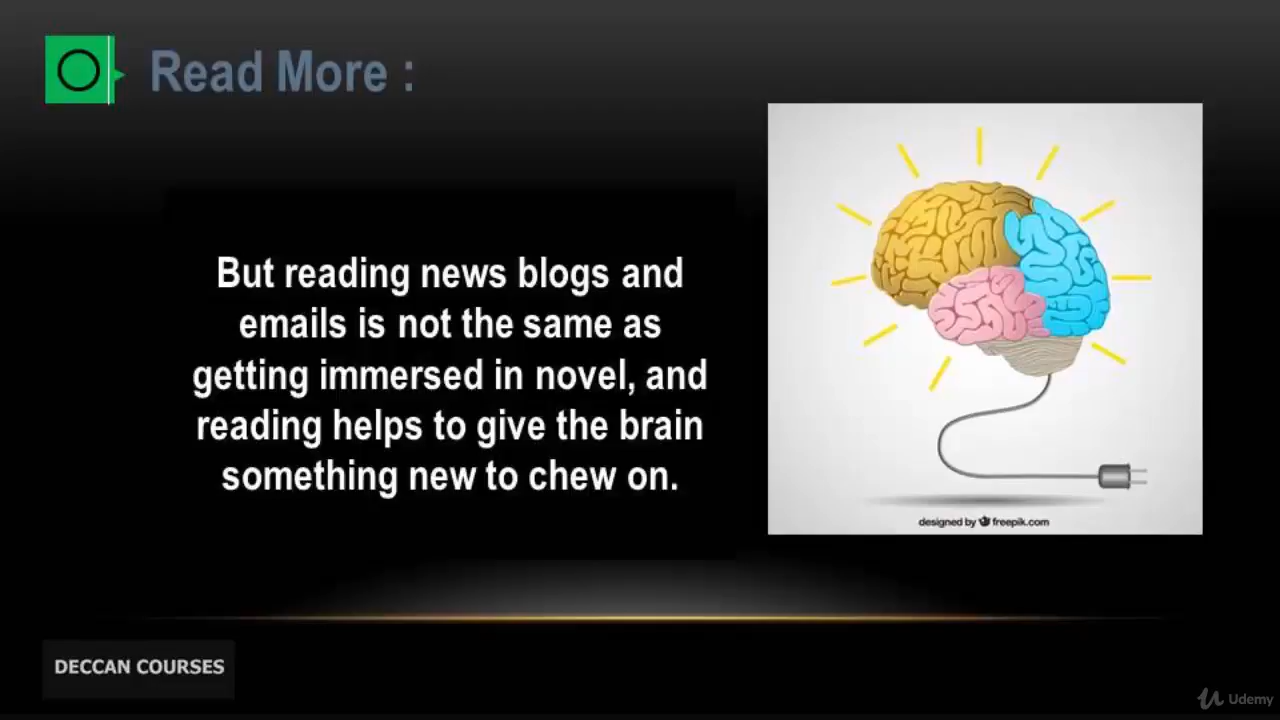 Read More :
But reading news blogs and
emails is not the same as
getting immersed in novel, and
reading helps to give the brain
something new to chew on.
designed by freepik.com
DECCAN COURSES
Udemy